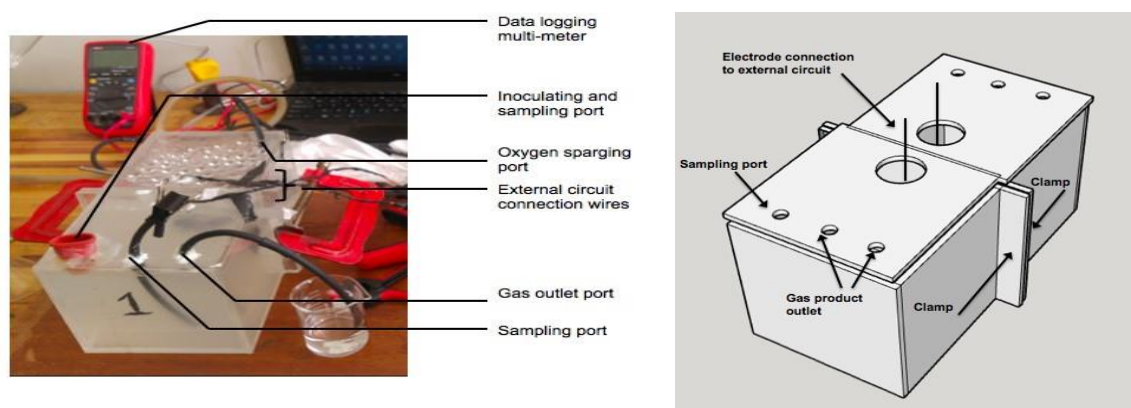 Data logging
multi-meter
Inoculating and
sampling port
Oxygen sparging
port
External circuit
connection wires
Gas outlet port
Sampling port
1
Electrode connection
to external circuit
Sampling port
Clamp
Gas product
outlet
Clamp